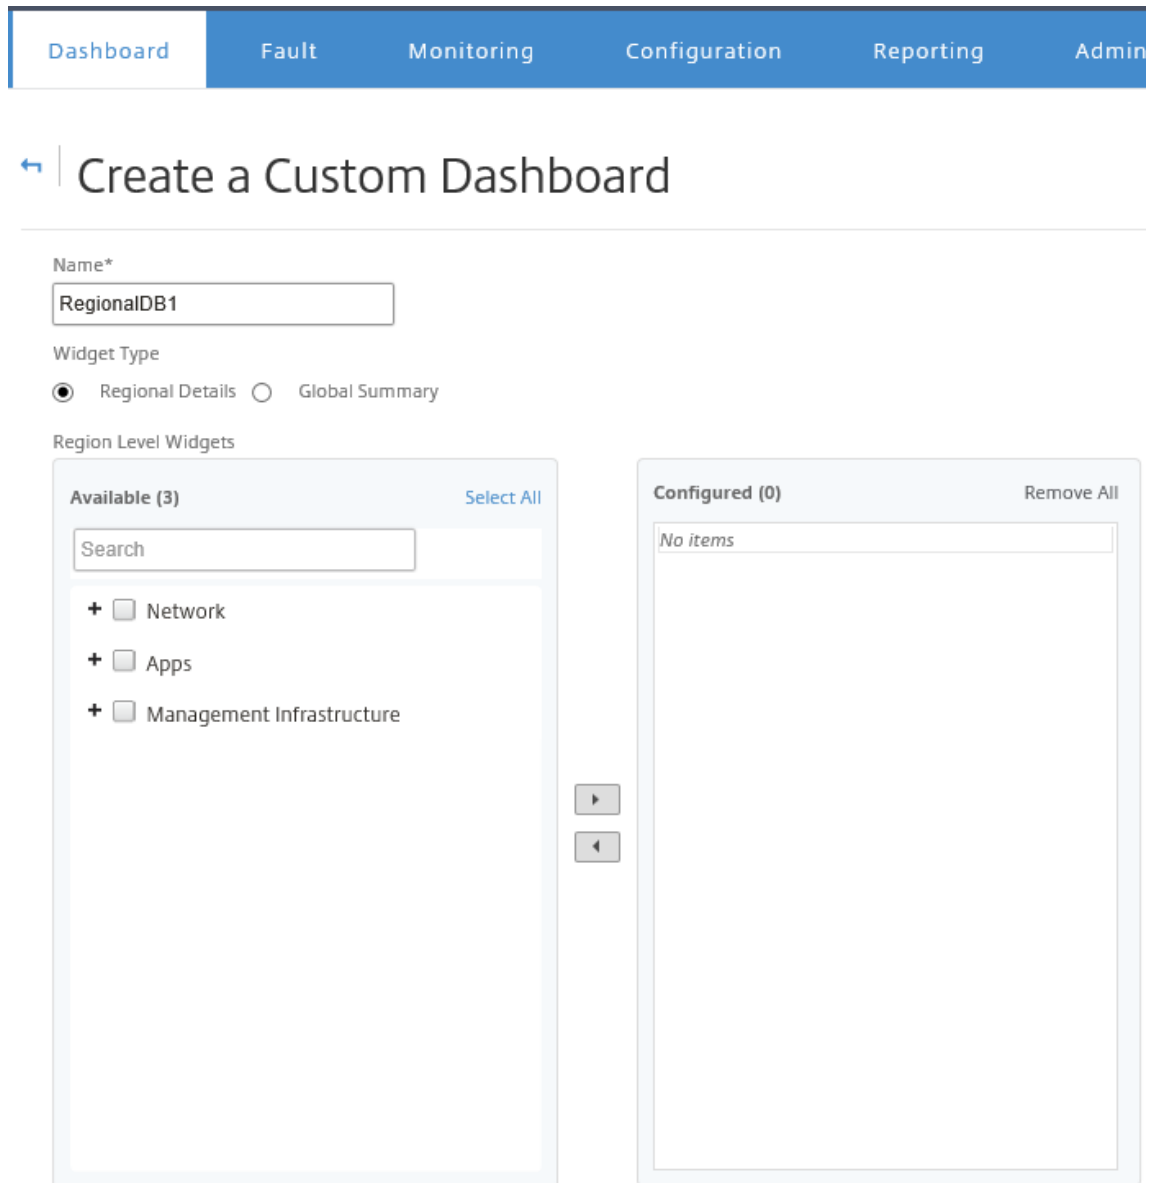 Dashboard Fault Monitoring Configuration Reporting Admin
Create a Custom Dashboard
Name*
RegionalDB1
Widget Type
Regional Details Global Summary
Region Level Widgets
Available (3) Select All
Search
Network
Apps
Management Infrastructure
Configured (0) Remove All
No items